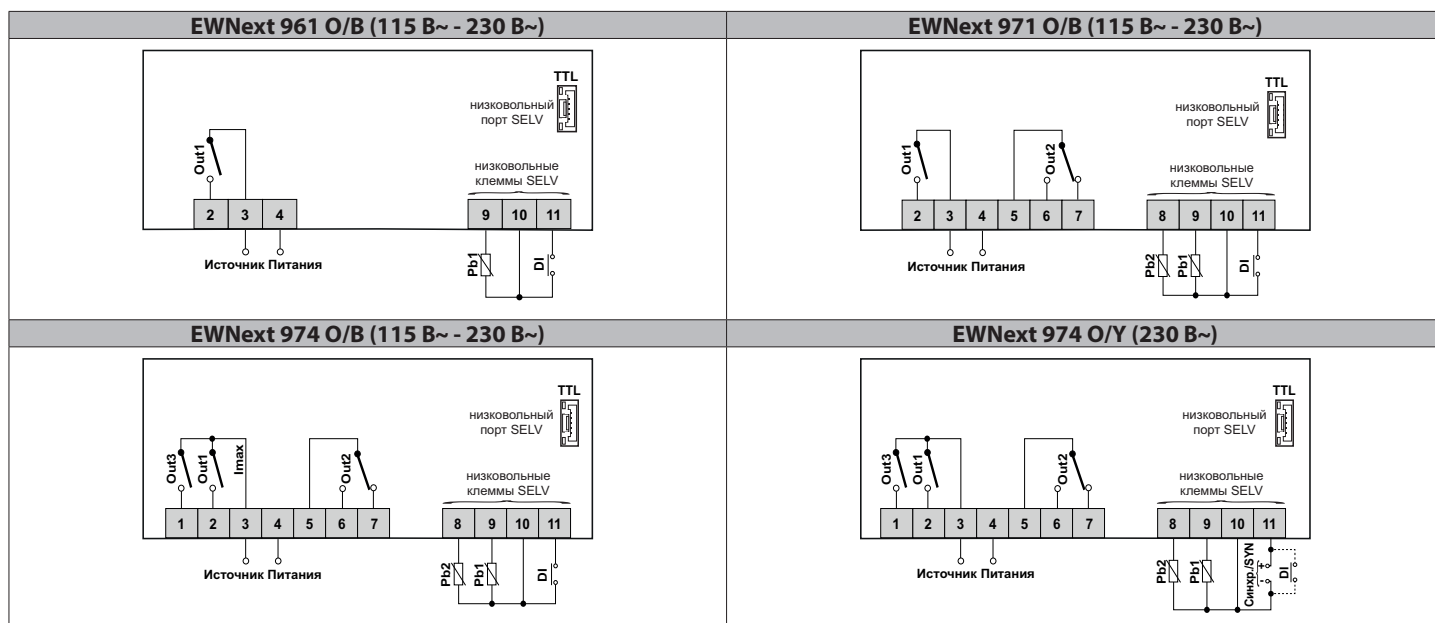 EWNext 961 O/B (115 В~ - 230 В~)
TTL
низковольный
порт SELV
Out1
низковольные
клеммы SELV
2 3 4 9 10 11
Источник Питания
Pb1
DI
EWNext 971 O/B (115 В~ - 230 В~)
TTL
низковольный
порт SELV
Out1
Out2
низковольные
клеммы SELV
2 3 4 5 6 7 8 9 10 11
Источник Питания
Pb2
Pb1
DI
EWNext 974 O/B (115 В~ - 230 В~)
TTL
низковольный
порт SELV
Out3
Out1
Imax
Out2
низковольные
клеммы SELV
1 2 3 4 5 6 7 8 9 10 11
Источник Питания
Pb2
Pb1
DI
EWNext 974 O/Y (230 В~)
TTL
низковольный
порт SELV
Out3
Out1
Out2
низковольные
клеммы SELV
1 2 3 4 5 6 7 8 9 10 11
Источник Питания
Pb2
Pb1
Синхр./SYN
- +
DI